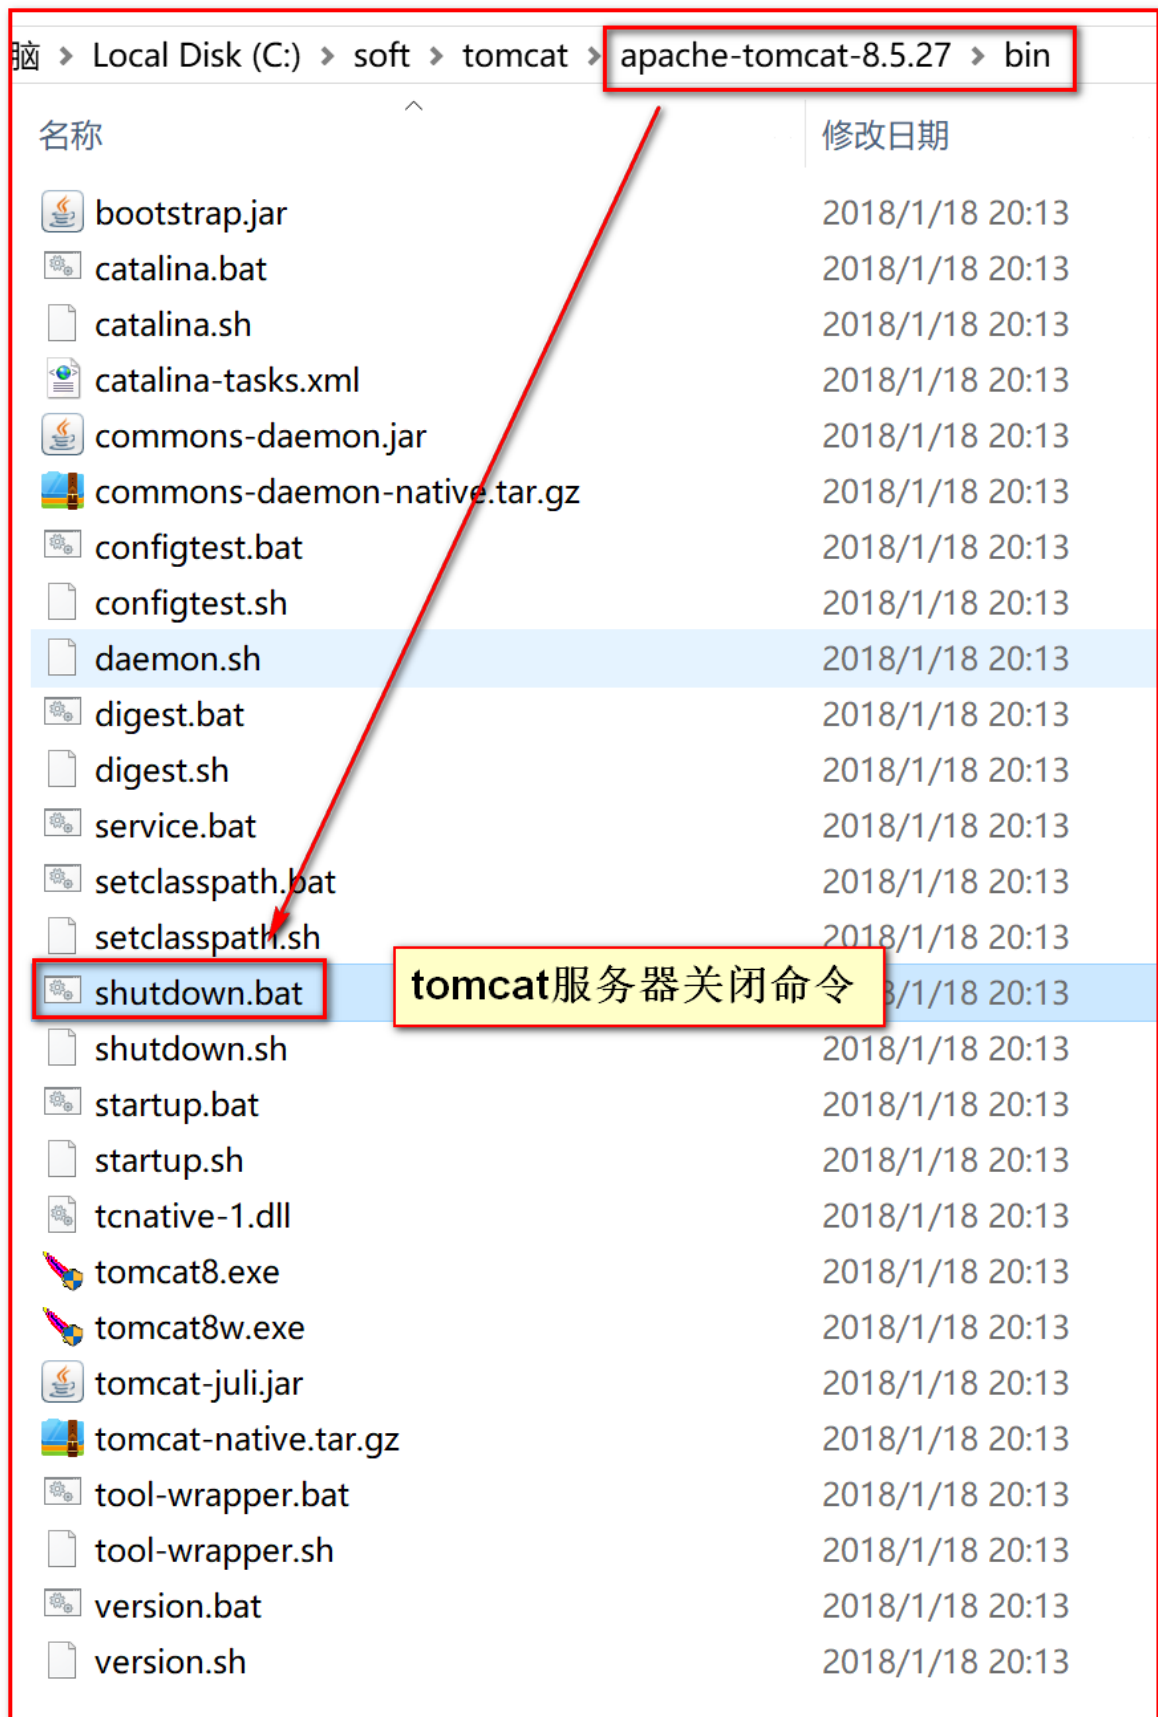 脑 > Local Disk (C:) > soft > tomcat > apache-tomcat-8.5.27 > bin
名称 修改日期
bootstrap.jar 2018/1/18 20:13
catalina.bat 2018/1/18 20:13
catalina.sh 2018/1/18 20:13
catalina-tasks.xml 2018/1/18 20:13
commons-daemon.jar 2018/1/18 20:13
commons-daemon-native.tar.gz 2018/1/18 20:13
configtest.bat 2018/1/18 20:13
configtest.sh 2018/1/18 20:13
daemon.sh 2018/1/18 20:13
digest.bat 2018/1/18 20:13
digest.sh 2018/1/18 20:13
service.bat 2018/1/18 20:13
setclasspath.bat 2018/1/18 20:13
setclasspath.sh 2018/1/18 20:13
shutdown.bat tomcat服务器关闭命令 8/1/18 20:13
shutdown.sh 2018/1/18 20:13
startup.bat 2018/1/18 20:13
startup.sh 2018/1/18 20:13
tcnative-1.dll 2018/1/18 20:13
tomcat8.exe 2018/1/18 20:13
tomcat8w.exe 2018/1/18 20:13
tomcat-juli.jar 2018/1/18 20:13
tomcat-native.tar.gz 2018/1/18 20:13
tool-wrapper.bat 2018/1/18 20:13
tool-wrapper.sh 2018/1/18 20:13
version.bat 2018/1/18 20:13
version.sh 2018/1/18 20:13